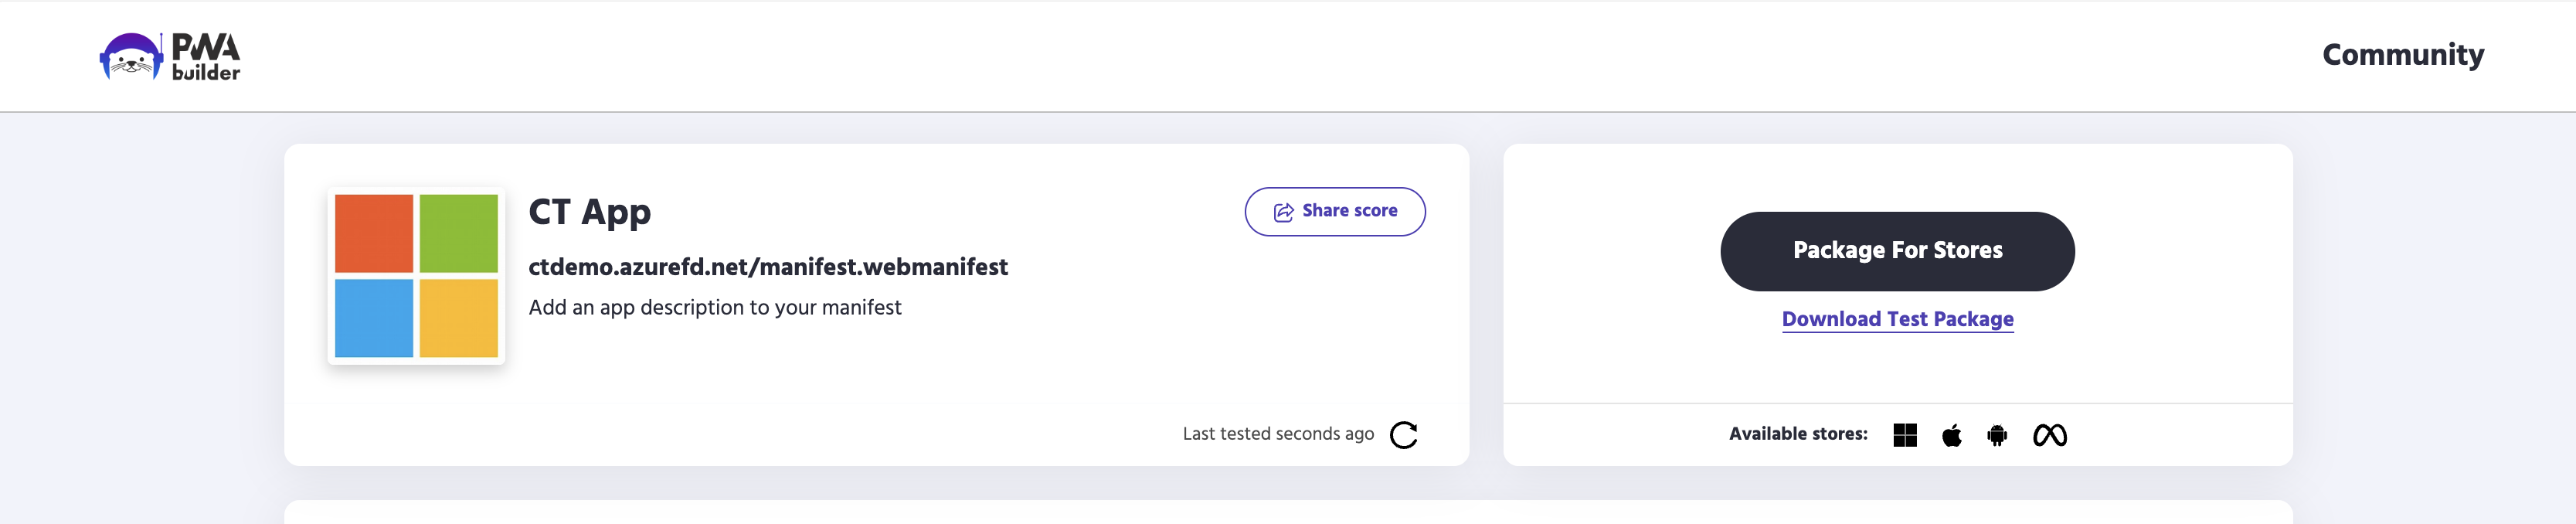 PWA
builder
Community
CT App
Share score
ctdemo.azurefd.net/manifest.webmanifest
Add an app description to your manifest
Last tested seconds ago
Package For Stores
Download Test Package
Available stores: